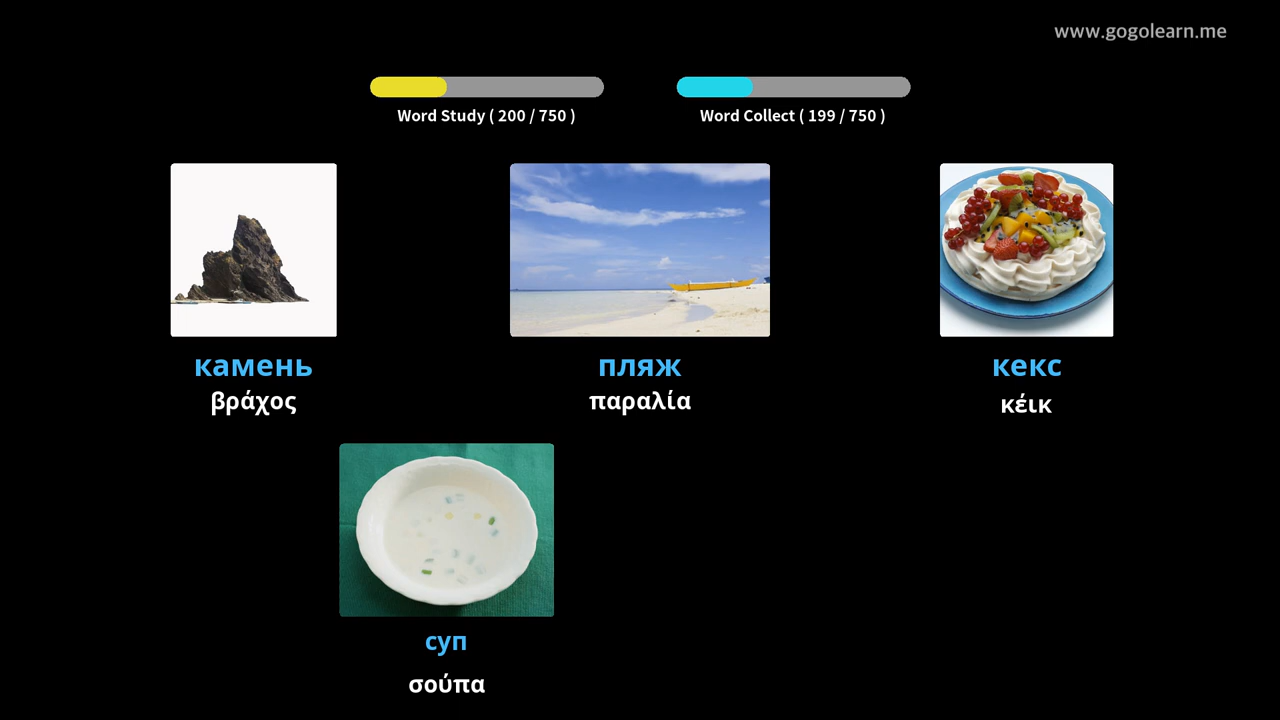 www.gogolearn.me
Word Study ( 200 / 750 )
Word Collect ( 199 / 750 )
камень
βράχος
пляж
παραλία
кекс
κέικ
суп
σούπα